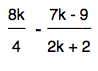 8k/4 - (7k - 9)/(2k + 2)